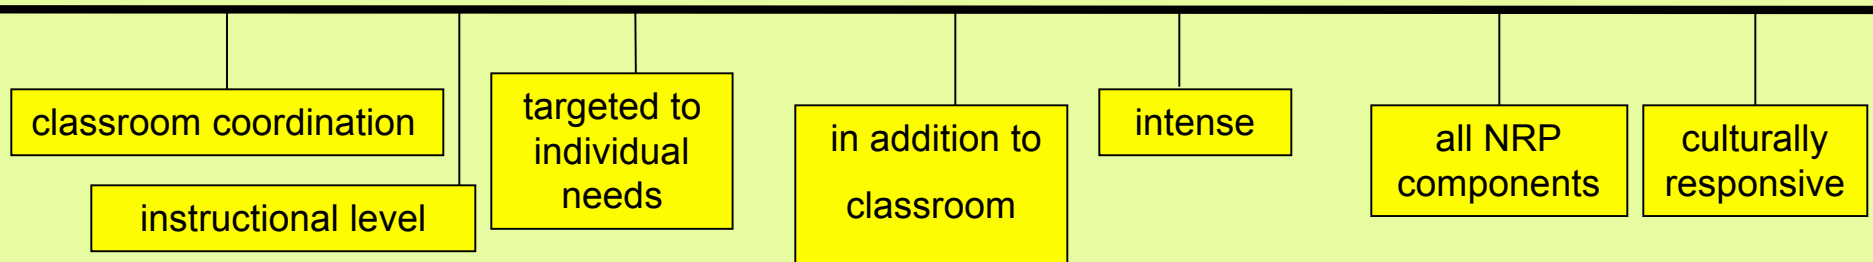 classroom coordination
instructional level
targeted to
individual
needs
in addition to
classroom
intense
all NRP
components
culturally
responsive